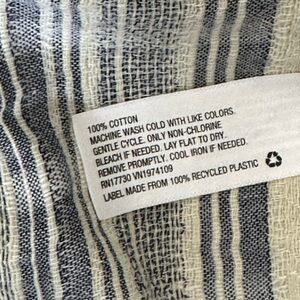 100% COTTON
MACHINE WASH COLD WITH LIKE COLORS.
GENTLE CYCLE. ONLY NON-CHLORINE
BLEACH IF NEEDED. LAY FLAT TO DRY.
REMOVE PROMPTLY. COOL IRON IF NEEDED.
RN17730 VN1974109
LABEL MADE FROM 100% RECYCLED PLASTIC